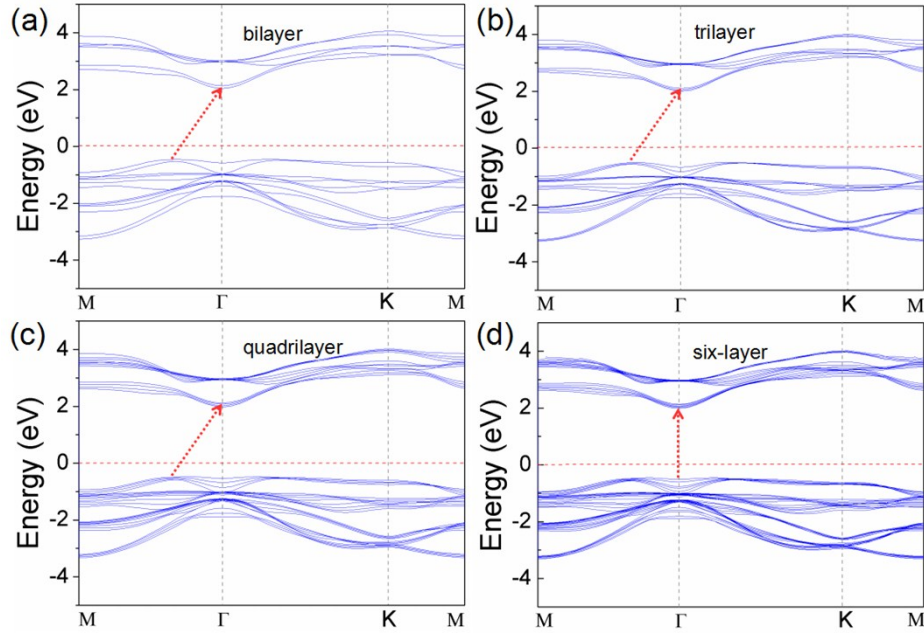 (a)
bilayer
Energy (eV)
4
2
0
-2
-4
M
Γ
K
M
(b)
trilayer
Energy (eV)
4
2
0
-2
-4
M
Γ
K
M
(c)
quadrilayer
Energy (eV)
4
2
0
-2
-4
M
Γ
K
M
(d)
six-layer
Energy (eV)
4
2
0
-2
-4
M
Γ
K
M